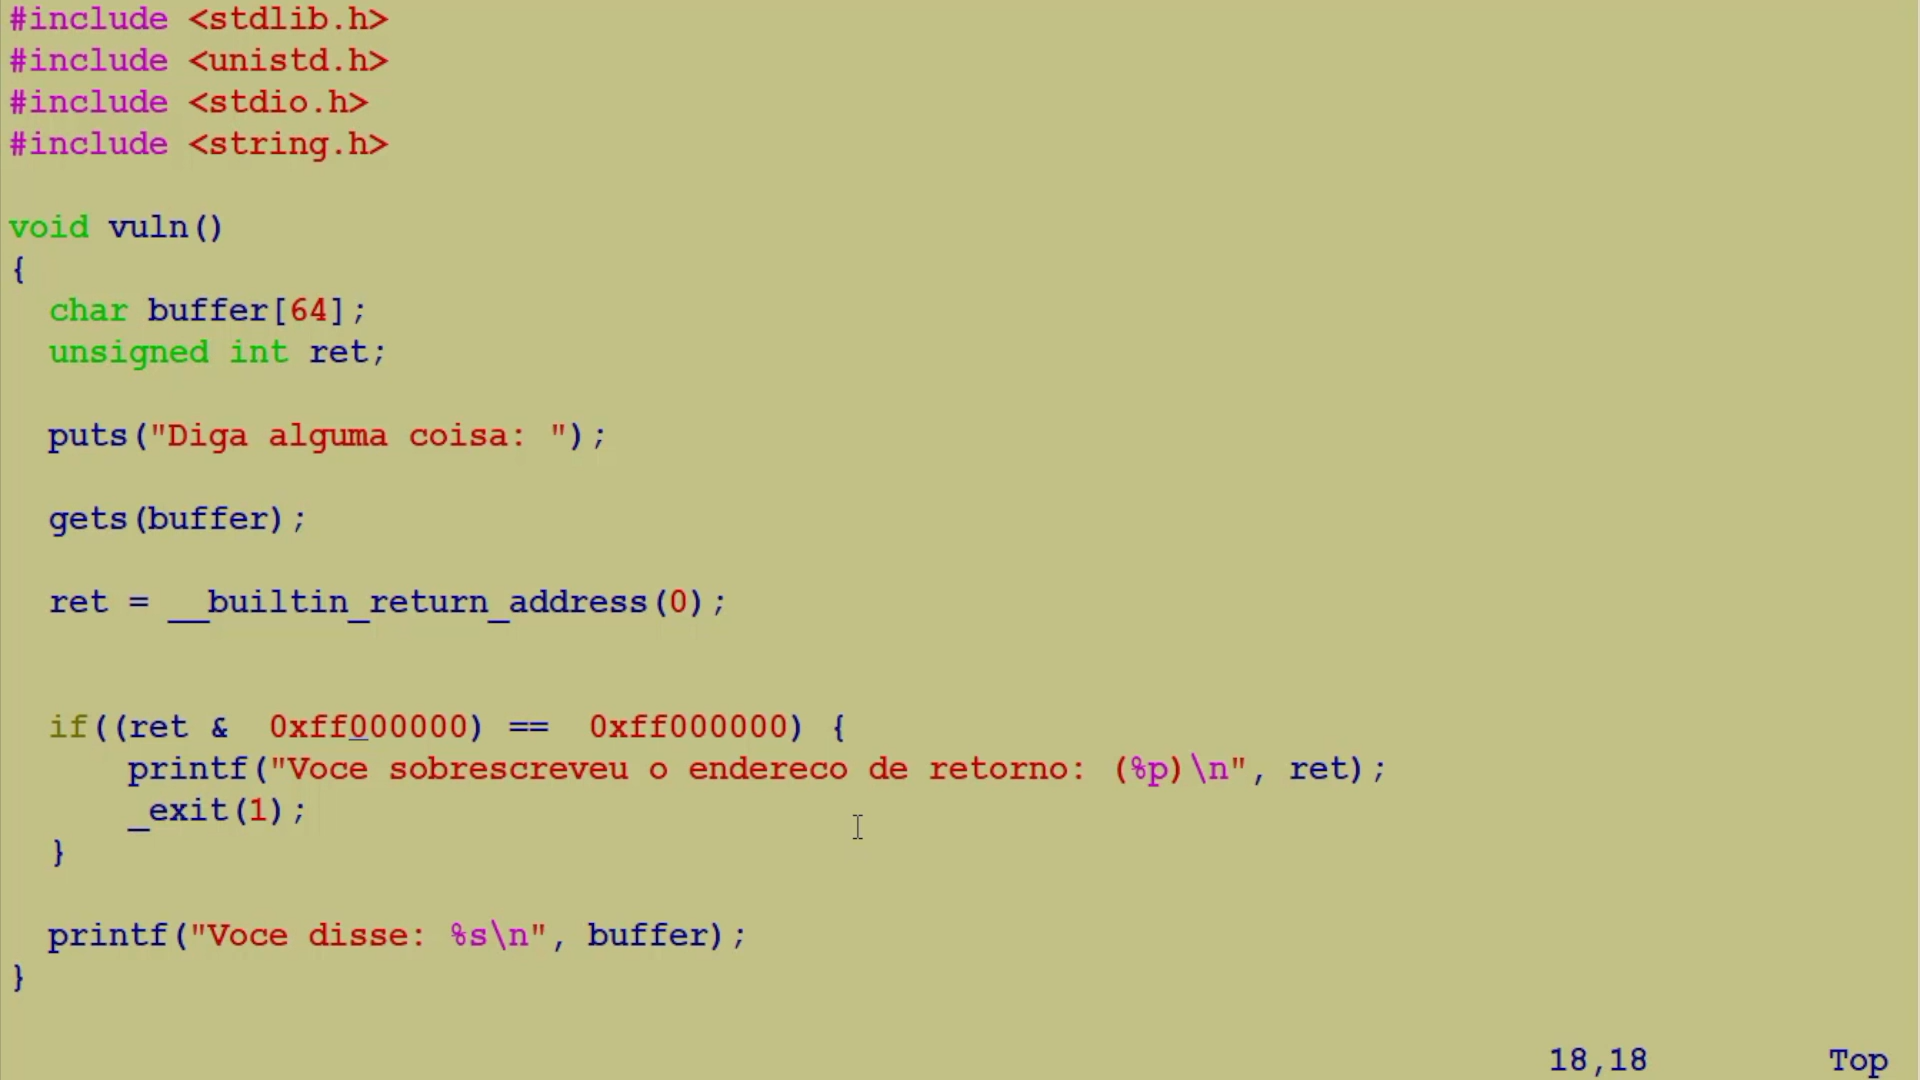 #include <stdlib.h>
#include <unistd.h>
#include <stdio.h>
#include <string.h>
void vuln()
{
char buffer[64];
unsigned int ret;
puts("Diga alguma coisa: ");
gets(buffer);
ret = __builtin_return_address(0);
if((ret &  0xff000000) ==  0xff000000) {
printf("Voce sobrescreveu o endereco de retorno: (%p)\n", ret);
_exit(1);
}
printf("Voce disse: %s\n", buffer);
}
18,18 Top